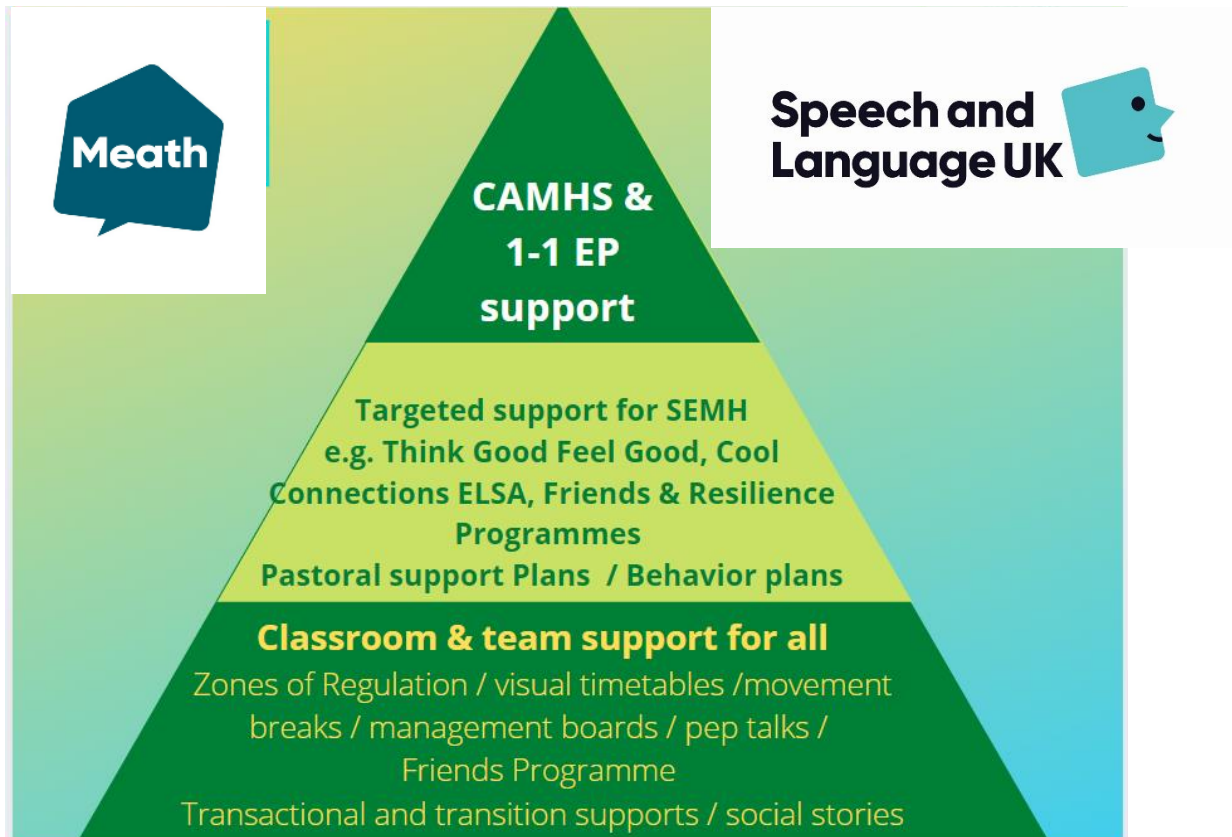 Meath
Speech and
Language UK
CAMHS &
1-1 EP
support
Targeted support for SEMH
e.g. Think Good Feel Good, Cool
Connections ELSA, Friends & Resilience
Programmes
Pastoral support Plans / Behavior plans
Classroom & team support for all
Zones of Regulation / visual timetables /movement
breaks / management boards / pep talks /
Friends Programme
Transactional and transition supports / social stories